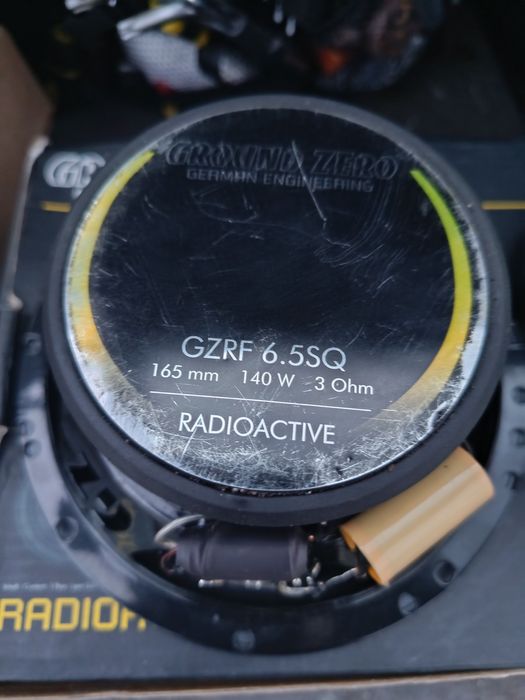 GROUND ZERO
GERMAN ENGINEERING
GZRF 6.5SQ
165 mm 140 W 3 Ohm
RADIOACTIVE